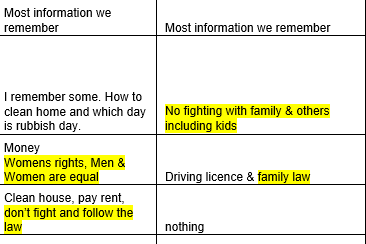 Most information we
remember
Most information we remember
I remember some. How to
clean home and which day
is rubbish day.
No fighting with family & others
including kids
Money
Womens rights, Men &
Women are equal
Driving licence & family law
Clean house, pay rent,
don't fight and follow the
law
nothing